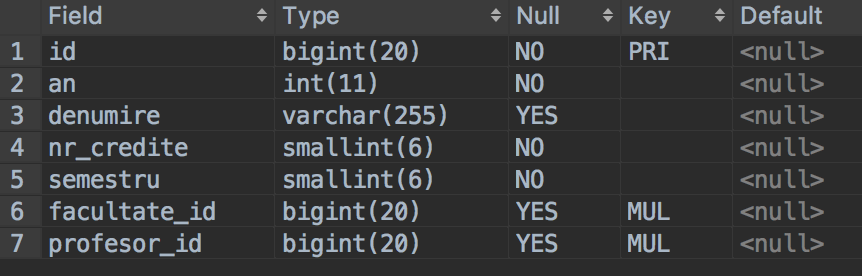 Field Type Null Key Default
1 id bigint(20) NO PRI <null>
2 an int(11) NO <null>
3 denumire varchar(255) YES <null>
4 nr_credite smallint(6) NO <null>
5 semestru smallint(6) NO <null>
6 facultate_id bigint(20) YES MUL <null>
7 profesor_id bigint(20) YES MUL <null>